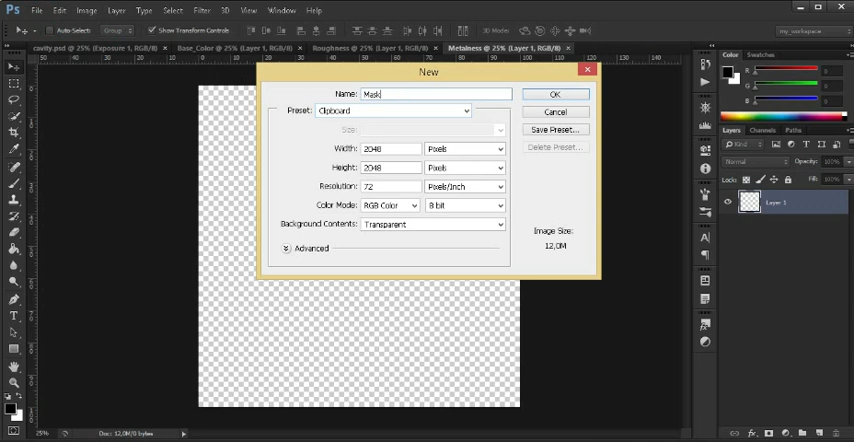 Ps File Edit Image Layer Type Select Filter 3D View Window Help
Auto-Select: Group Show Transform Controls 3D Mode: my_workspace
cavity.psd @ 25% (Exposure 1, RGB/8) × Base_Color @ 25% (Layer 1, RGB/8) × Roughness @ 25% (Layer 1, RGB/8) × Metalness @ 25% (Layer 1, RGB/8) ×
New
Name: Mask
OK
Preset: Clipboard
Cancel
Size:
Save Preset...
Width: 2048 Pixels
Delete Preset...
Height: 2048 Pixels
Resolution: 72 Pixels/Inch
Color Mode: RGB Color 8 bit
Background Contents: Transparent
Image Size:
12,0M
Advanced
Color Swatches
R 0
G 0
B 0
Layers Channels Paths
Kind
Normal Opacity: 100%
Lock: Fill: 100%
Layer 1
25% Doc: 12,0M/0 bytes